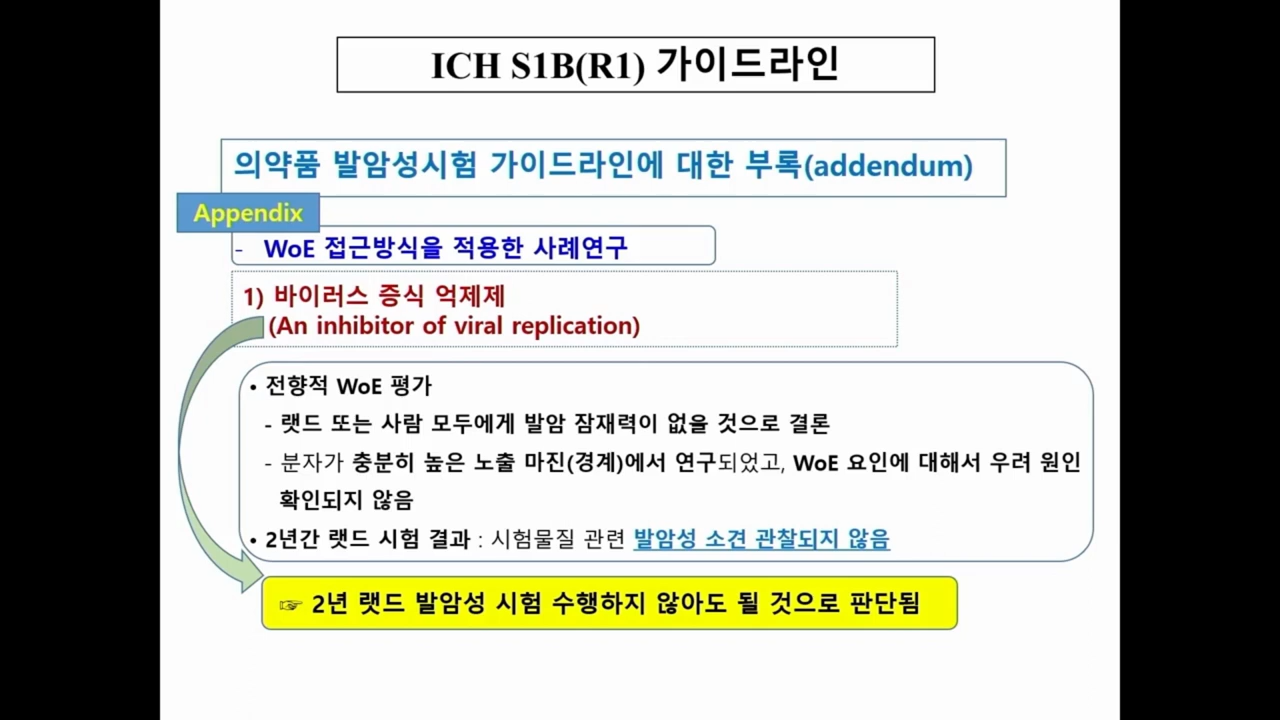 ICH S1B(R1) 가이드라인
의약품 발암성시험 가이드라인에 대한 부록(addendum)
Appendix
- WoE 접근방식을 적용한 사례연구
1) 바이러스 증식 억제제
(An inhibitor of viral replication)
• 전향적 WoE 평가
- 랫드 또는 사람 모두에게 발암 잠재력이 없을 것으로 결론
- 분자가 충분히 높은 노출 마진(경계)에서 연구되었고, WoE 요인에 대해서 우려 원인
확인되지 않음
• 2년간 랫드 시험 결과 : 시험물질 관련 발암성 소견 관찰되지 않음
☞ 2년 랫드 발암성 시험 수행하지 않아도 될 것으로 판단됨